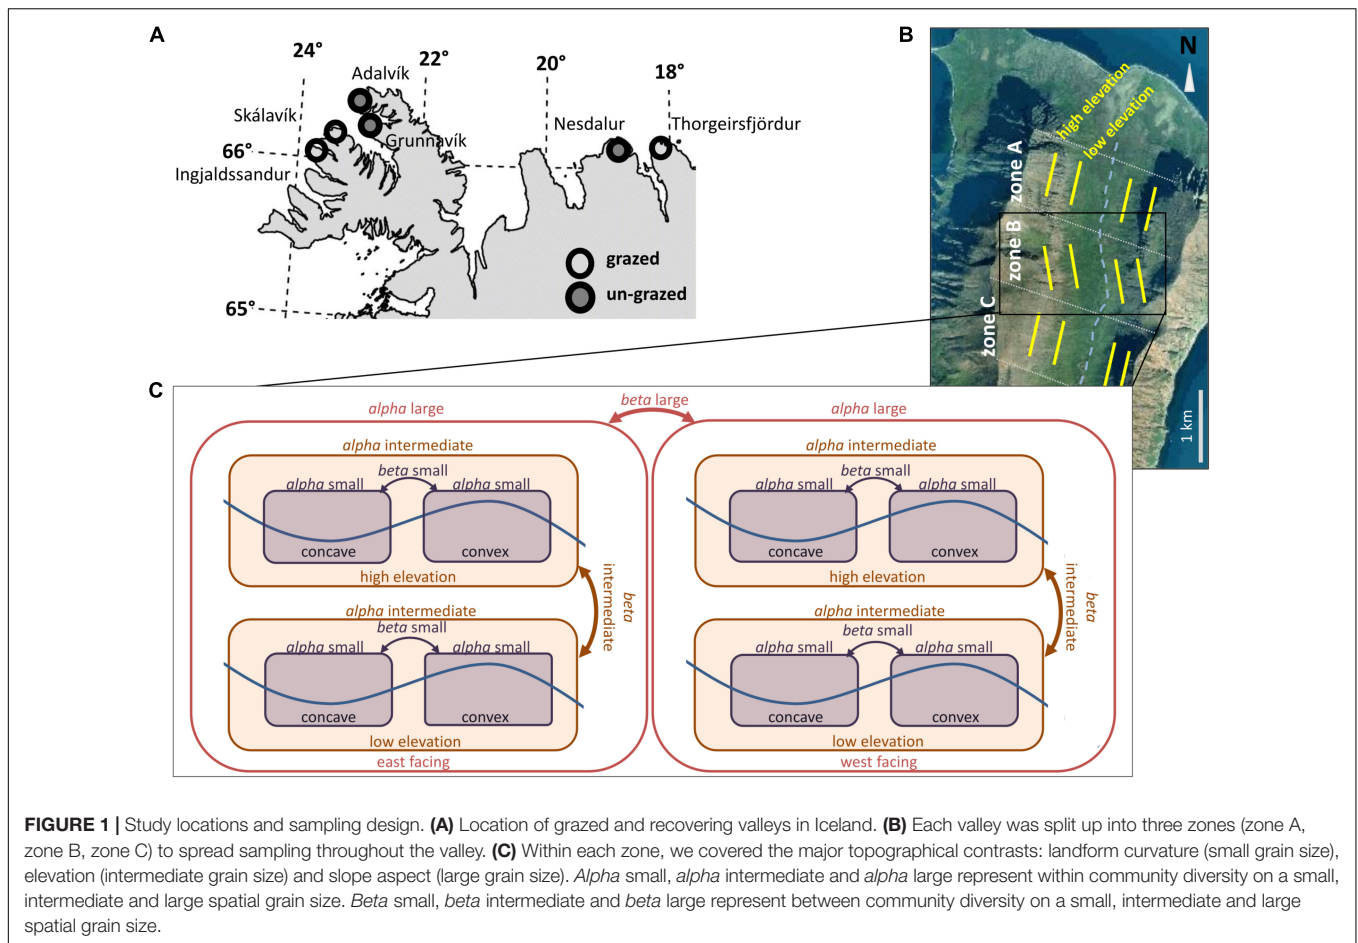 A
24°
22°
20°
18°
Adalvík
Skálavík
Nesdalur
Thorgeirsfjördur
Grunnavík
66°
Ingjaldssandur
grazed
un-grazed
65°
B
N
high elevation
low elevation
zone A
zone B
zone C
1 km
C
alpha large
beta large
alpha large
alpha intermediate
beta small
alpha small
alpha small
concave
convex
high elevation
beta
intermediate
alpha intermediate
beta small
alpha small
alpha small
concave
convex
low elevation
east facing
alpha intermediate
beta small
alpha small
alpha small
concave
convex
high elevation
beta
intermediate
alpha intermediate
beta small
alpha small
alpha small
concave
convex
low elevation
west facing
FIGURE 1 | Study locations and sampling design. (A) Location of grazed and recovering valleys in Iceland. (B) Each valley was split up into three zones (zone A,
zone B, zone C) to spread sampling throughout the valley. (C) Within each zone, we covered the major topographical contrasts: landform curvature (small grain size),
elevation (intermediate grain size) and slope aspect (large grain size). Alpha small, alpha intermediate and alpha large represent within community diversity on a small,
intermediate and large spatial grain size. Beta small, beta intermediate and beta large represent between community diversity on a small, intermediate and large
spatial grain size.